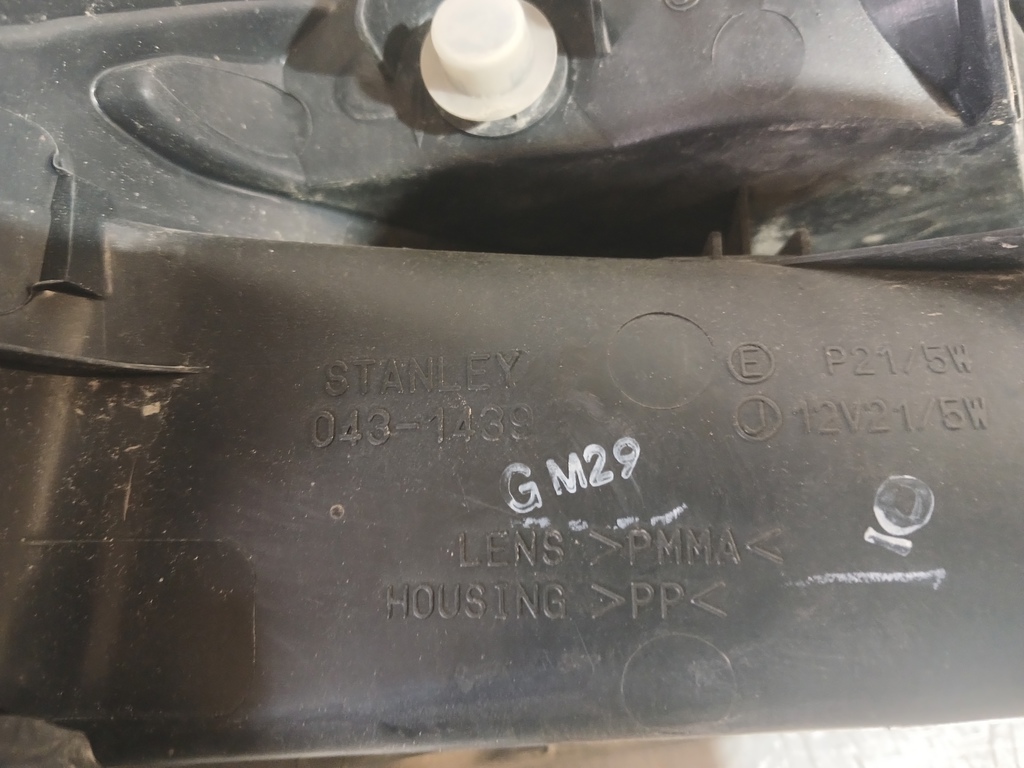 STANLEY
043-1439
E P21/5W
J 12V21/5W
GM29
LENS >PMMA<
HOUSING >PP<